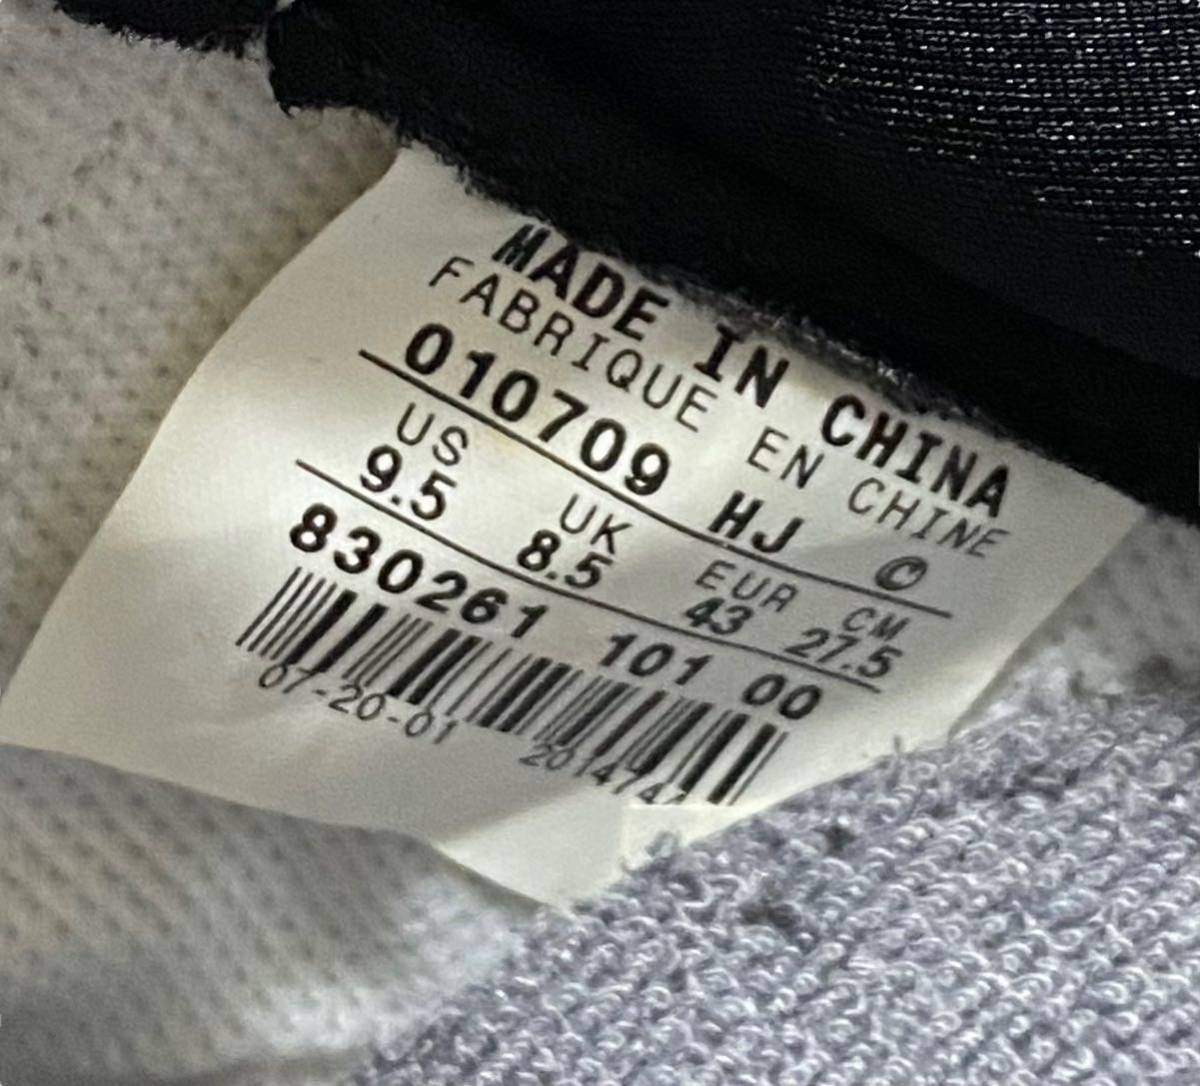 MADE IN CHINA
FABRIQUE EN CHINE
010709 HJ ©
US UK EUR CM.
9.5 8.5 43 27.5
830261 101 00
07-20-01